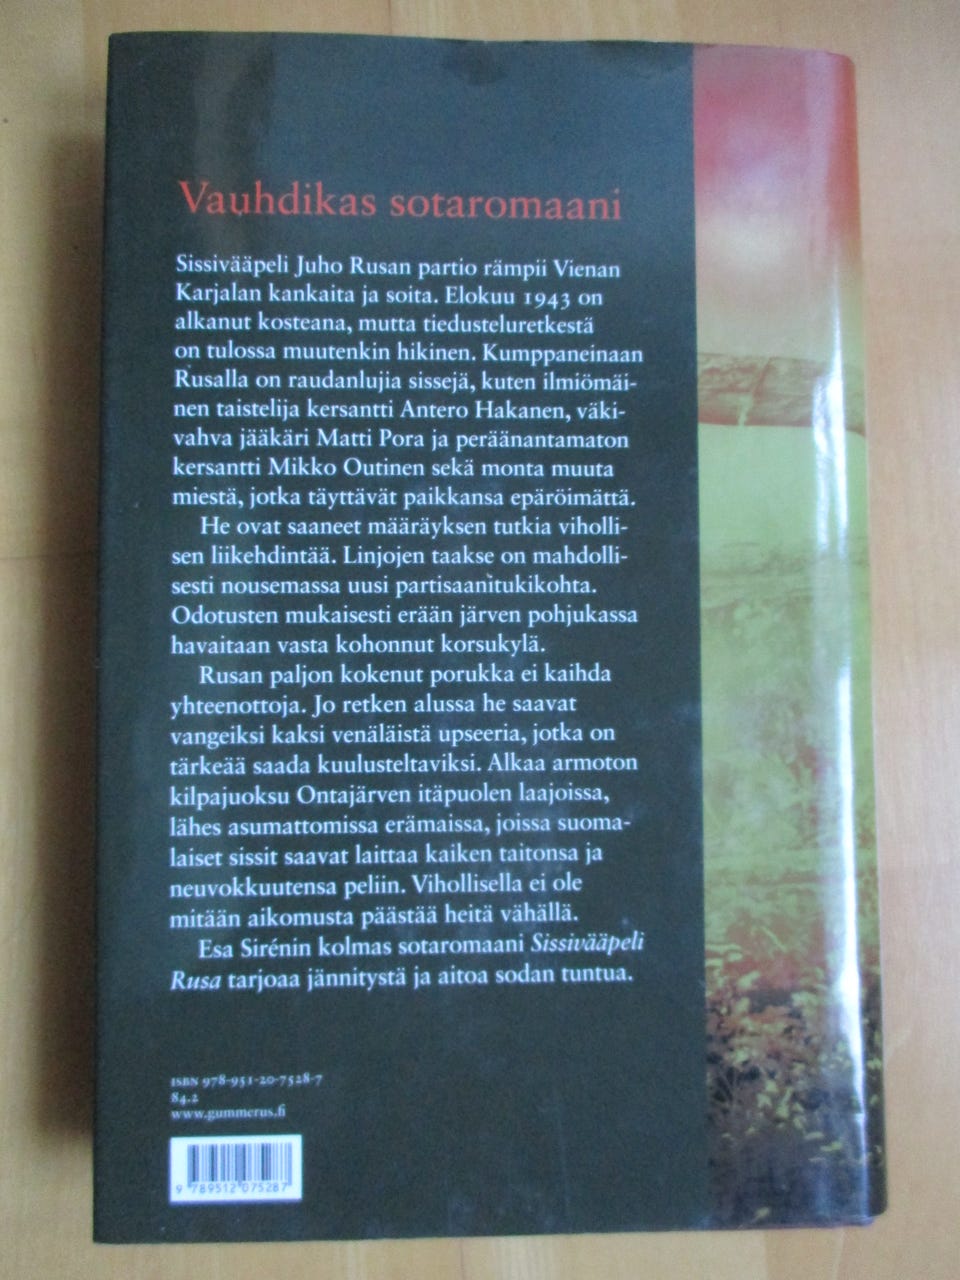 Vauhdikas sotaromaani
Sissivääpeli Juho Rusan partio rämpii Vienan
Karjalan kankaita ja soita. Elokuu 1943 on
alkanut kosteana, mutta tiedusteluretkestä
on tulossa muutenkin hikinen. Kumppaneinaan
Rusalla on raudanlujia sissejä, kuten ilmiömäi-
nen taistelija kersantti Antero Hakanen, väki-
vahva jääkäri Matti Pora ja peräänantamaton
kersantti Mikko Outinen sekä monta muuta
miestä, jotka täyttävät paikkansa epäröimättä.
He ovat saaneet määräyksen tutkia viholli-
sen liikehdintää. Linjojen taakse on mahdolli-
sesti nousemassa uusi partisaanitukikohta.
Odotusten mukaisesti erään järven pohjukassa
havaitaan vasta kohonnut korsukylä.
Rusan paljon kokenut porukka ei kaihda
yhteenottoja. Jo retken alussa he saavat
vangeiksi kaksi venäläistä upseeria, jotka on
tärkeää saada kuulusteltaviksi. Alkaa armoton
kilpajuoksu Ontajärven itäpuolen laajoissa,
lähes asumattomissa erämaissa, joissa suoma-
laiset sissit saavat laittaa kaiken taitonsa ja
neuvokkuutensa peliin. Vihollisella ei ole
mitään aikomusta päästää heitä vähällä.
Esa Sirénin kolmas sotaromaani Sissivääpeli
Rusa tarjoaa jännitystä ja aitoa sodan tuntua.
ISBN 978-951-20-7528-7
84.2
www.gummerus.fi
9 789512 075287